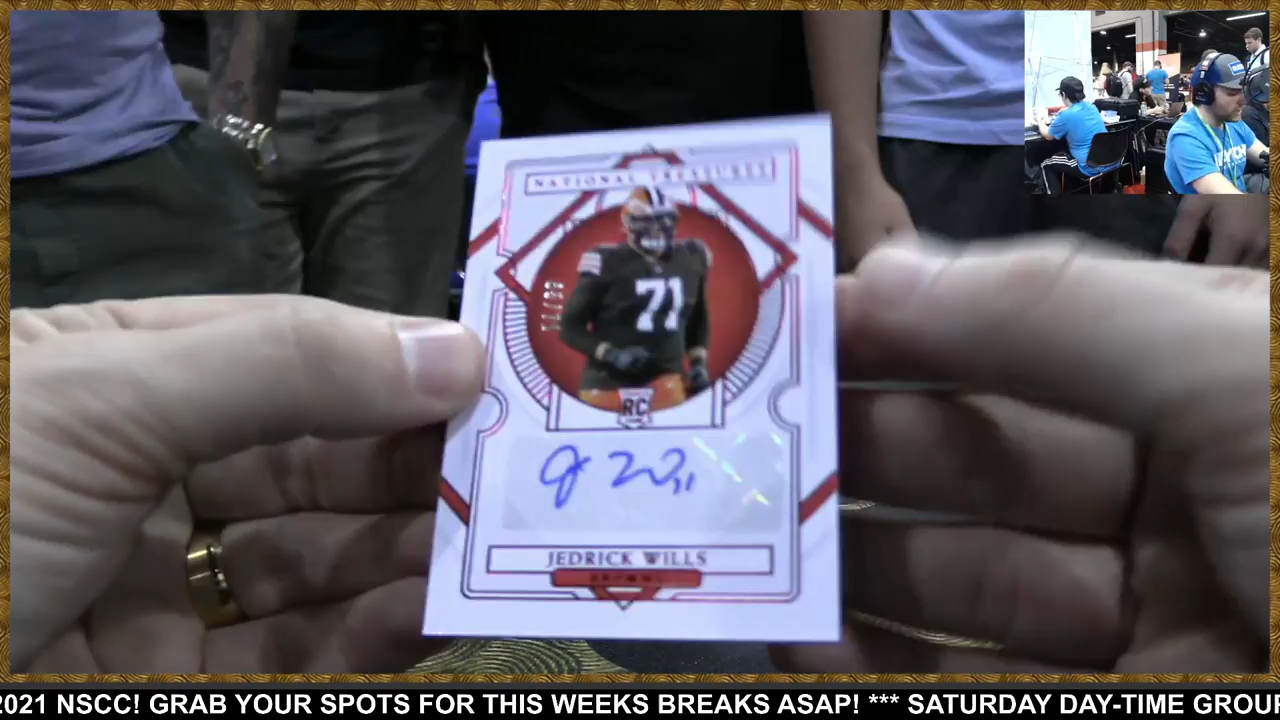 NATIONAL TREASURES
71
RC
JEDRICK WILLS
BROWNS
2021 NSCC! GRAB YOUR SPOTS FOR THIS WEEKS BREAKS ASAP! *** SATURDAY DAY-TIME GROUP